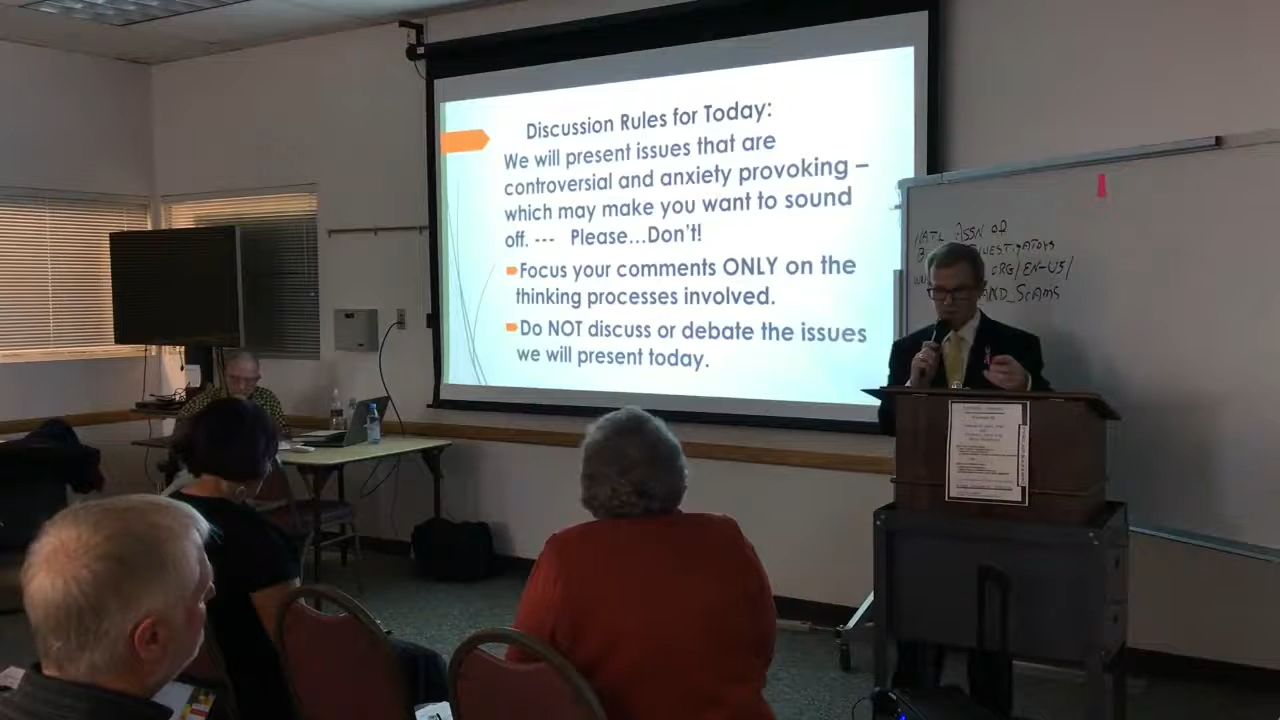 Discussion Rules for Today:
We will present issues that are
controversial and anxiety provoking –
which may make you want to sound
off. --- Please...Don't!
Focus your comments ONLY on the
thinking processes involved.
Do NOT discuss or debate the issues
we will present today.
NAT'L ASSN OF
ORG/EN-US/
AND_SCAMS